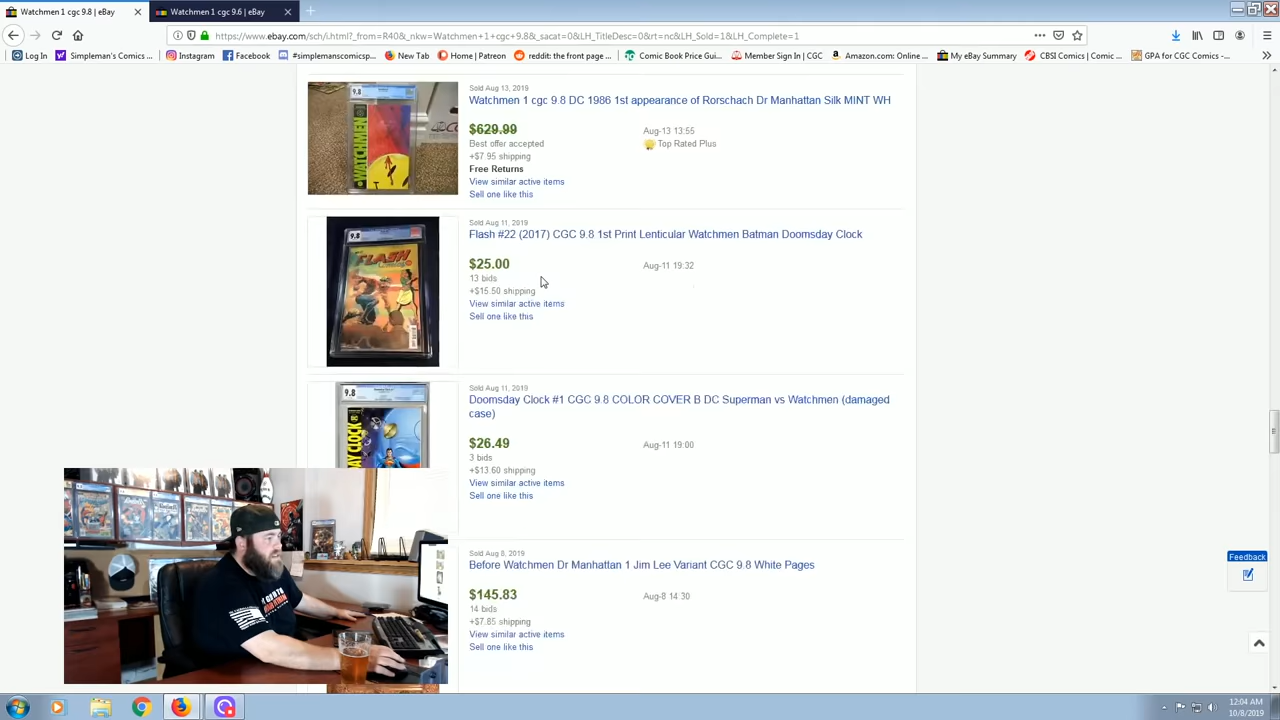 Watchmen 1 cgc 9.8 | eBay
Watchmen 1 cgc 9.6 | eBay
https://www.ebay.com/sch/i.html?_from=R40&_nkw=Watchmen+1+cgc+9.8&_sacat=0&LH_TitleDesc=0&rt=nc&LH_Sold=1&LH_Complete=1
Log In
Simpleman's Comics ...
Instagram
Facebook
#simplemanscomicsp...
New Tab
Home | Patreon
reddit: the front page ...
Comic Book Price Gui...
Member Sign In | CGC
Amazon.com: Online ...
My eBay Summary
CBSI Comics | Comic ...
GPA for CGC Comics - ...
Sold Aug 13, 2019
Watchmen 1 cgc 9.8 DC 1986 1st appearance of Rorschach Dr Manhattan Silk MINT WH
$629.99
Aug-13 13:55
Best offer accepted
Top Rated Plus
+$7.95 shipping
Free Returns
View similar active items
Sell one like this
9.8
WATCHMEN
Sold Aug 11, 2019
Flash #22 (2017) CGC 9.8 1st Print Lenticular Watchmen Batman Doomsday Clock
$25.00
Aug-11 19:32
13 bids
+$15.50 shipping
View similar active items
Sell one like this
9.8
FLASH
Sold Aug 11, 2019
Doomsday Clock #1 CGC 9.8 COLOR COVER B DC Superman vs Watchmen (damaged
case)
$26.49
Aug-11 19:00
3 bids
+$13.60 shipping
View similar active items
Sell one like this
9.8
DAY CLOCK
Sold Aug 8, 2019
Before Watchmen Dr Manhattan 1 Jim Lee Variant CGC 9.8 White Pages
$145.83
Aug-8 14:30
14 bids
+$7.85 shipping
View similar active items
Sell one like this
Feedback
12:04 AM
10/8/2019